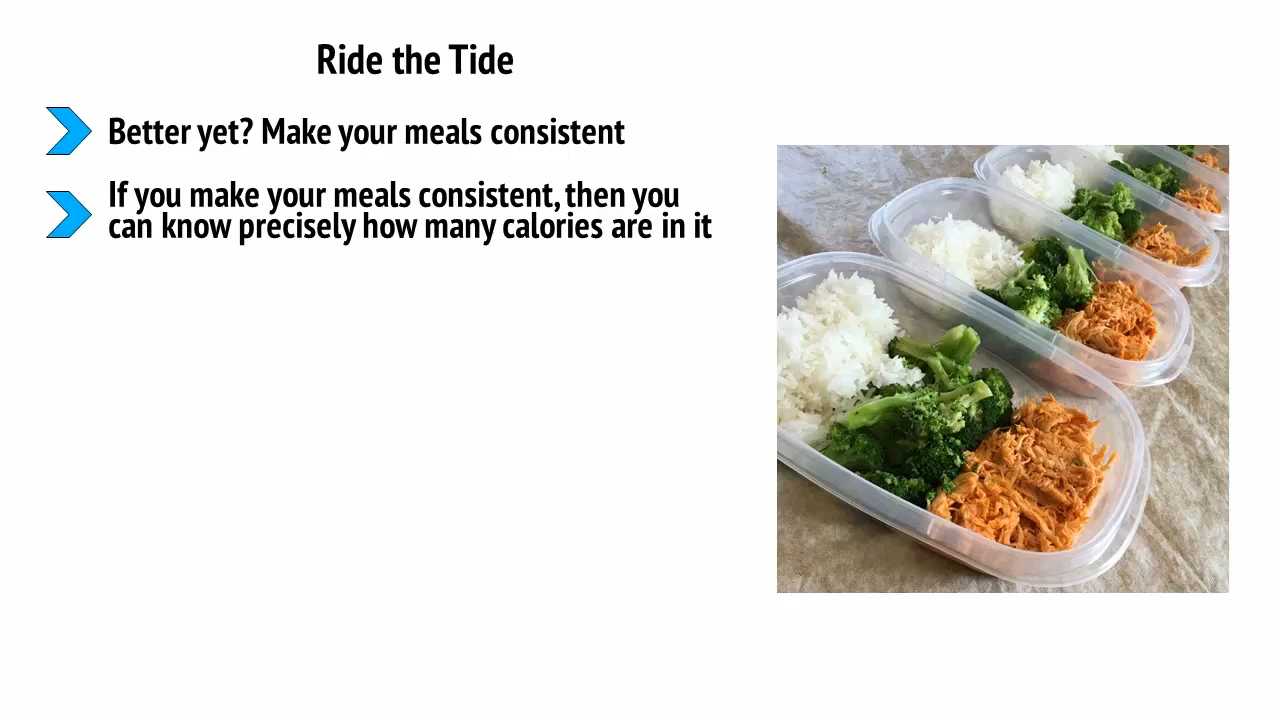 Ride the Tide
Better yet? Make your meals consistent
If you make your meals consistent, then you
can know precisely how many calories are in it